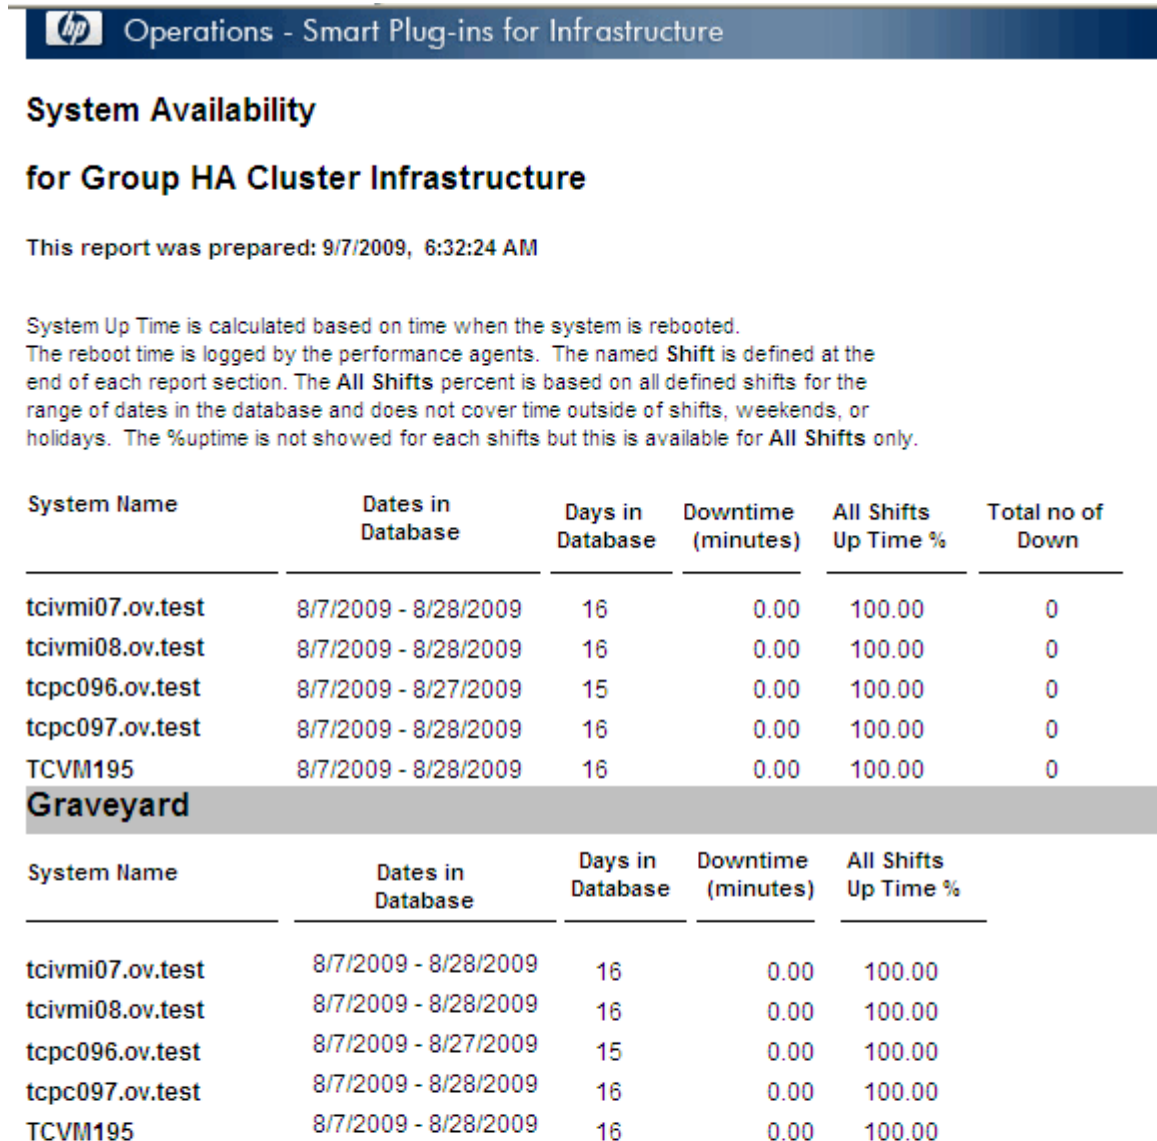 hp Operations - Smart Plug-ins for Infrastructure
System Availability
for Group HA Cluster Infrastructure
This report was prepared: 9/7/2009, 6:32:24 AM
System Up Time is calculated based on time when the system is rebooted.
The reboot time is logged by the performance agents. The named Shift is defined at the
end of each report section. The All Shifts percent is based on all defined shifts for the
range of dates in the database and does not cover time outside of shifts, weekends, or
holidays. The %uptime is not showed for each shifts but this is available for All Shifts only.
System Name Dates in Days in Downtime All Shifts Total no of
Database Database (minutes) Up Time % Down
tcivmi07.ov.test 8/7/2009 - 8/28/2009 16 0.00 100.00 0
tcivmi08.ov.test 8/7/2009 - 8/28/2009 16 0.00 100.00 0
tcpc096.ov.test 8/7/2009 - 8/27/2009 15 0.00 100.00 0
tcpc097.ov.test 8/7/2009 - 8/28/2009 16 0.00 100.00 0
TCVM195 8/7/2009 - 8/28/2009 16 0.00 100.00 0
Graveyard
System Name Dates in Days in Downtime All Shifts
Database Database (minutes) Up Time %
tcivmi07.ov.test 8/7/2009 - 8/28/2009 16 0.00 100.00
tcivmi08.ov.test 8/7/2009 - 8/28/2009 16 0.00 100.00
tcpc096.ov.test 8/7/2009 - 8/27/2009 15 0.00 100.00
tcpc097.ov.test 8/7/2009 - 8/28/2009 16 0.00 100.00
TCVM195 8/7/2009 - 8/28/2009 16 0.00 100.00